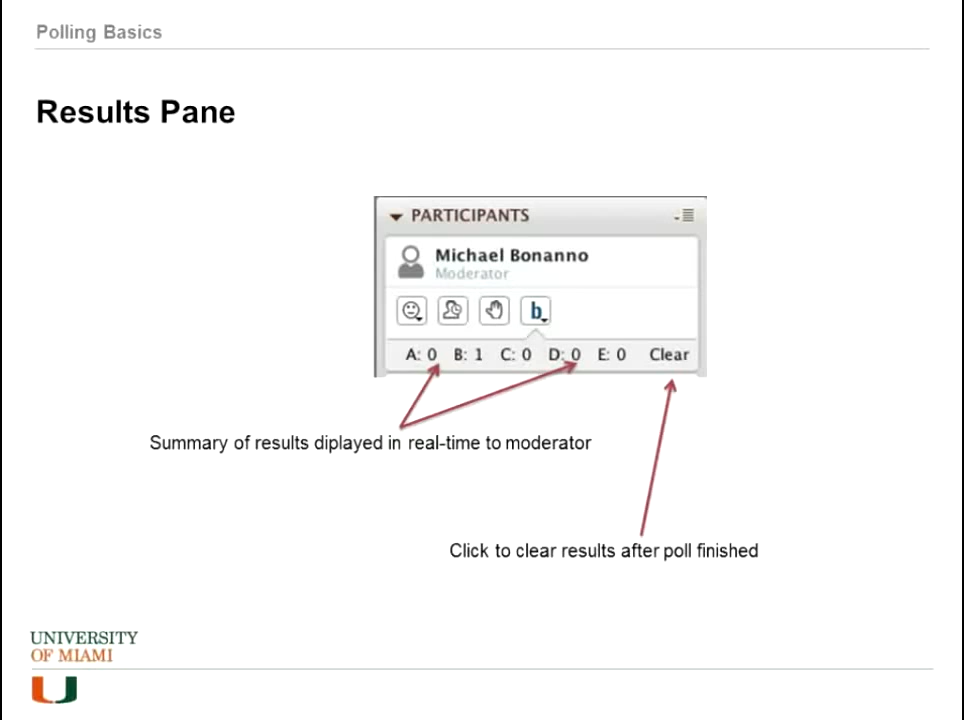 Polling Basics
Results Pane
PARTICIPANTS
Michael Bonanno
Moderator
b
A: 0 B: 1 C: 0 D: 0 E: 0 Clear
Summary of results diplayed in real-time to moderator
Click to clear results after poll finished
UNIVERSITY
OF MIAMI
U